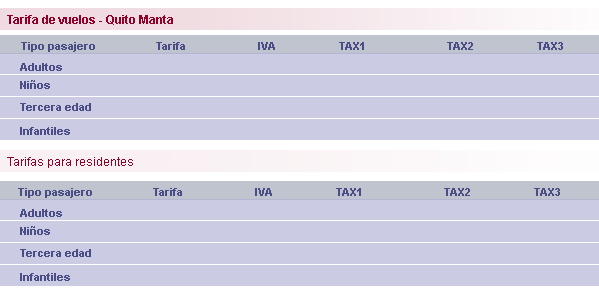 Tarifa de vuelos - Quito Manta
Tipo pasajero Tarifa IVA TAX1 TAX2 TAX3
Adultos
Niños
Tercera edad
Infantiles
Tarifas para residentes
Tipo pasajero Tarifa IVA TAX1 TAX2 TAX3
Adultos
Niños
Tercera edad
Infantiles